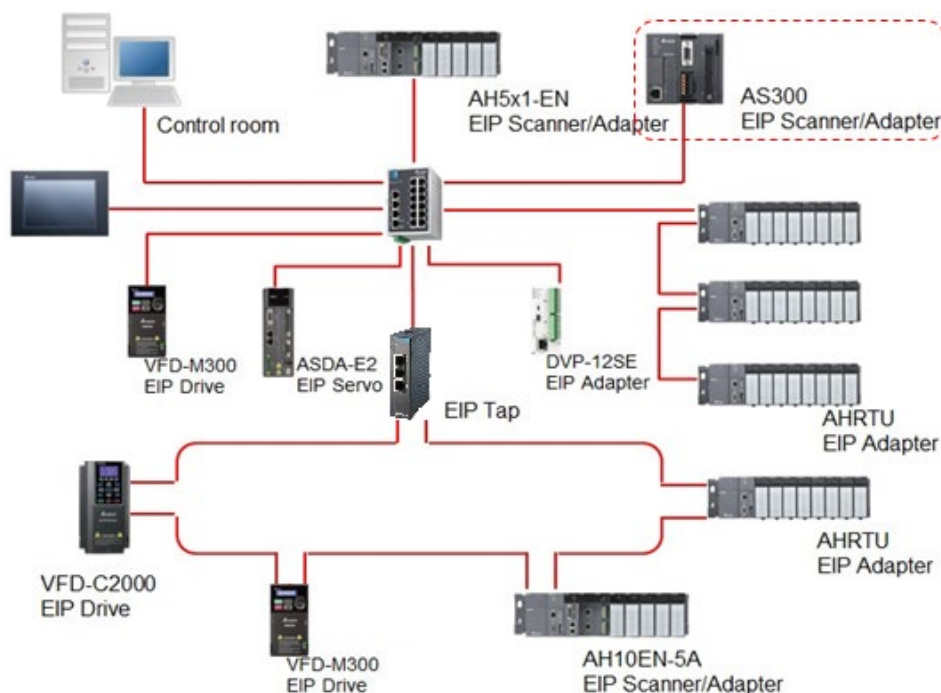 Control room
AH5x1-EN
EIP Scanner/Adapter
AS300
EIP Scanner/Adapter
VFD-M300
EIP Drive
ASDA-E2
EIP Servo
EIP Tap
DVP-12SE
EIP Adapter
AHRTU
EIP Adapter
VFD-C2000
EIP Drive
VFD-M300
EIP Drive
AH10EN-5A
EIP Scanner/Adapter
AHRTU
EIP Adapter